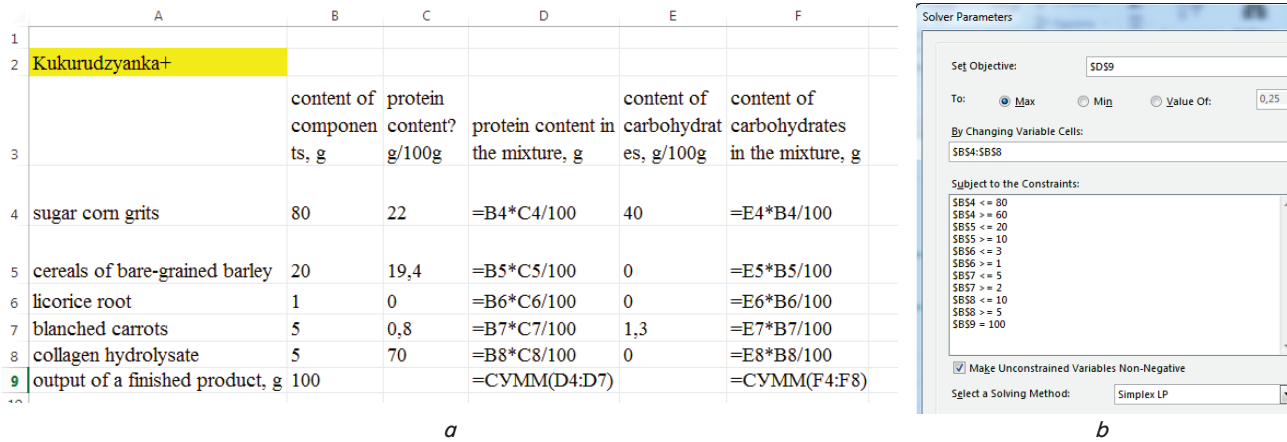 A B C D E F
1
2 Kukurudzyanka+
content of protein content of content of
componen content? protein content in carbohydrat carbohydrates
3 ts, g g/100g the mixture, g es, g/100g in the mixture, g
4 sugar corn grits 80 22 =B4*C4/100 40 =E4*B4/100
5 cereals of bare-grained barley 20 19,4 =B5*C5/100 0 =E5*B5/100
6 licorice root 1 0 =B6*C6/100 0 =E6*B6/100
7 blanched carrots 5 0,8 =B7*C7/100 1,3 =E7*B7/100
8 collagen hydrolysate 5 70 =B8*C8/100 0 =E8*B8/100
9 output of a finished product, g 100 =СУММ(D4:D7) =СУММ(F4:F8)
a
Solver Parameters
Set Objective: $D$9
To: Max Min Value Of: 0,25
By Changing Variable Cells:
$B$4:$B$8
Subject to the Constraints:
$B$4 <= 80
$B$4 >= 60
$B$5 <= 20
$B$5 >= 10
$B$6 <= 3
$B$6 >= 1
$B$7 <= 5
$B$7 >= 2
$B$8 <= 10
$B$8 >= 5
$B$9 = 100
Make Unconstrained Variables Non-Negative
Select a Solving Method: Simplex LP
b